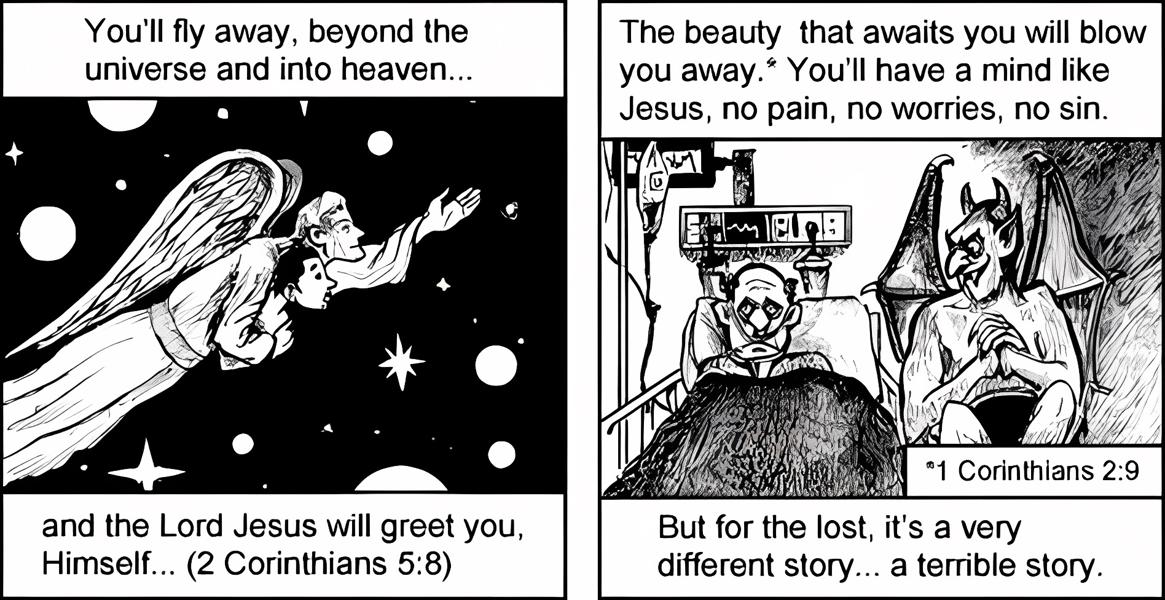 You'll fly away, beyond the
universe and into heaven...
and the Lord Jesus will greet you,
Himself... (2 Corinthians 5:8)
The beauty that awaits you will blow
you away.* You'll have a mind like
Jesus, no pain, no worries, no sin.
*1 Corinthians 2:9
But for the lost, it's a very
different story... a terrible story.